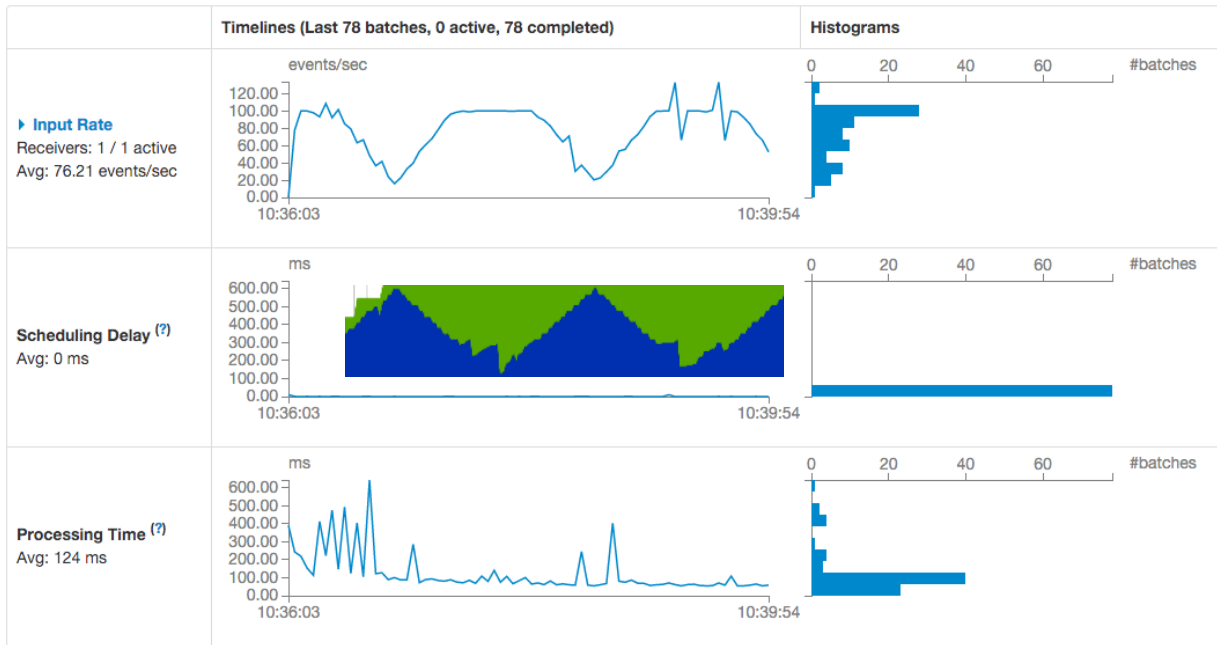 Timelines (Last 78 batches, 0 active, 78 completed)
Histograms
Input Rate
Receivers: 1 / 1 active
Avg: 76.21 events/sec
events/sec
120.00
100.00
80.00
60.00
40.00
20.00
0.00
10:36:03
10:39:54
0
20
40
60
#batches
Scheduling Delay (?)
Avg: 0 ms
ms
600.00
500.00
400.00
300.00
200.00
100.00
0.00
10:36:03
10:39:54
0
20
40
60
#batches
Processing Time (?)
Avg: 124 ms
ms
600.00
500.00
400.00
300.00
200.00
100.00
0.00
10:36:03
10:39:54
0
20
40
60
#batches